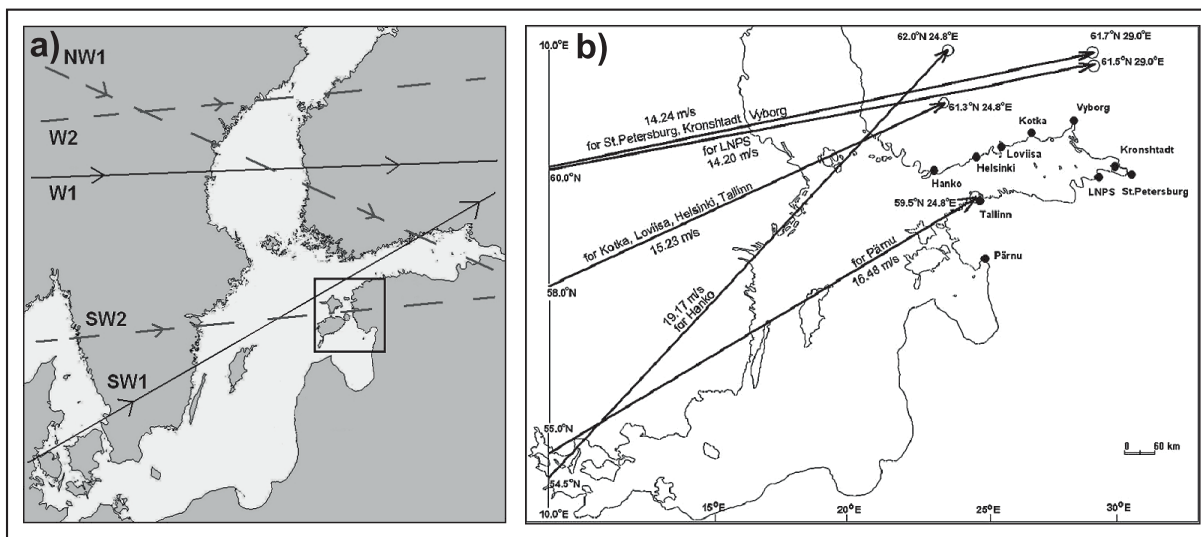 a)
NW1
W2
W1
SW2
SW1
b)
10.0°E
62.0°N 24.8°E
61.7°N 29.0°E
61.5°N 29.0°E
14.24 m/s
for St.Petersburg, Kronshtadt Vyborg
for LNPS
14.20 m/s
61.3°N 24.8°E
60.0°N
Vyborg
Kotka
Loviisa
Helsinki
Hanko
Kronshtadt
LNPS St.Petersburg
for Kotka, Loviisa, Helsinki, Tallinn
15.23 m/s
59.5°N 24.8°E
Tallinn
for Pärnu
16.48 m/s
Pärnu
58.0°N
19.17 m/s
for Hanko
55.0°N
54.5°N
0 60 km
10.0°E
15°E
20°E
25°E
30°E